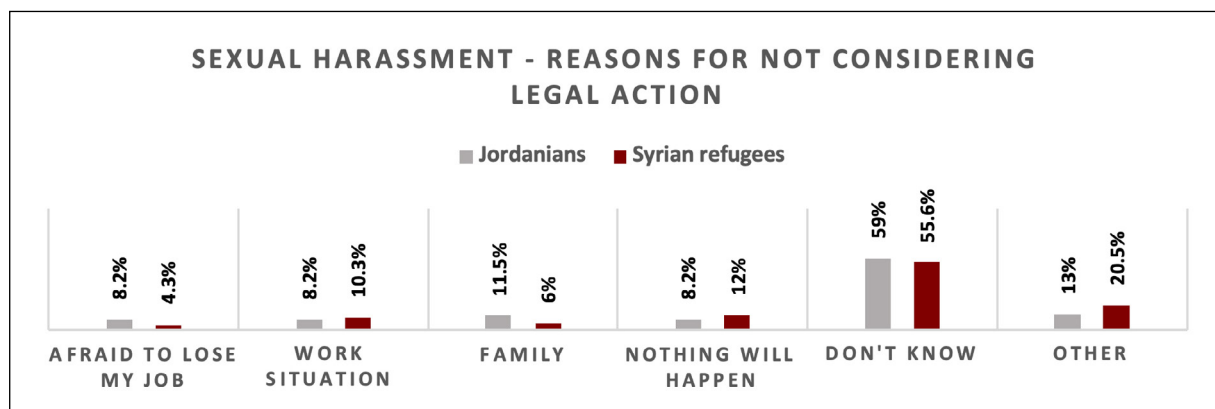 SEXUAL HARASSMENT - REASONS FOR NOT CONSIDERING
LEGAL ACTION
Jordanians Syrian refugees
8.2% 4.3% 8.2% 10.3% 11.5% 6% 8.2% 12% 59% 55.6% 13% 20.5%
AFRAID TO LOSE
MY JOB
WORK
SITUATION
FAMILY
NOTHING WILL
HAPPEN
DON'T KNOW
OTHER